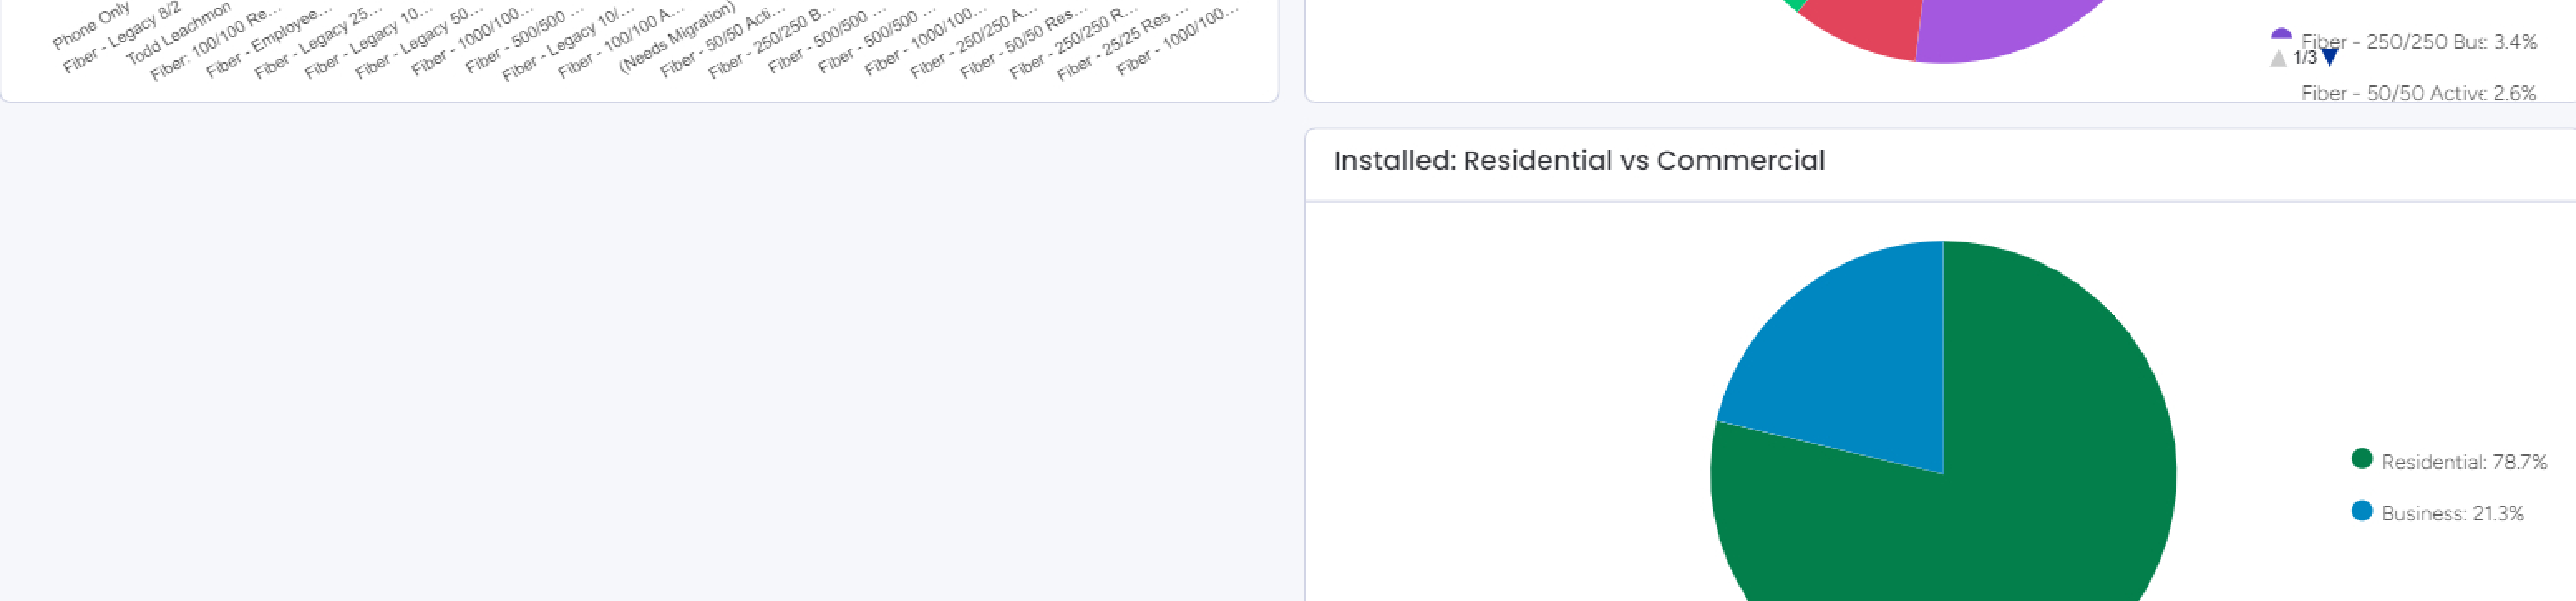 Phone Only
Fiber - Legacy 8/2
Todd Leachmon
Fiber: 100/100 Re...
Fiber - Employee...
Fiber - Legacy 25...
Fiber - Legacy 10...
Fiber - Legacy 50...
Fiber - 1000/100...
Fiber - 500/500 ...
Fiber - Legacy 10/...
Fiber - 100/100 A...
(Needs Migration)
Fiber - 50/50 Acti...
Fiber - 250/250 B...
Fiber - 500/500 ...
Fiber - 500/500 ...
Fiber - 1000/100...
Fiber - 250/250 A...
Fiber - 50/50 Res...
Fiber - 250/250 R...
Fiber - 25/25 Res ...
Fiber - 1000/100...
Fiber - 250/250 Bus: 3.4%
1/3
Fiber - 50/50 Active: 2.6%
Installed: Residential vs Commercial
Residential: 78.7%
Business: 21.3%